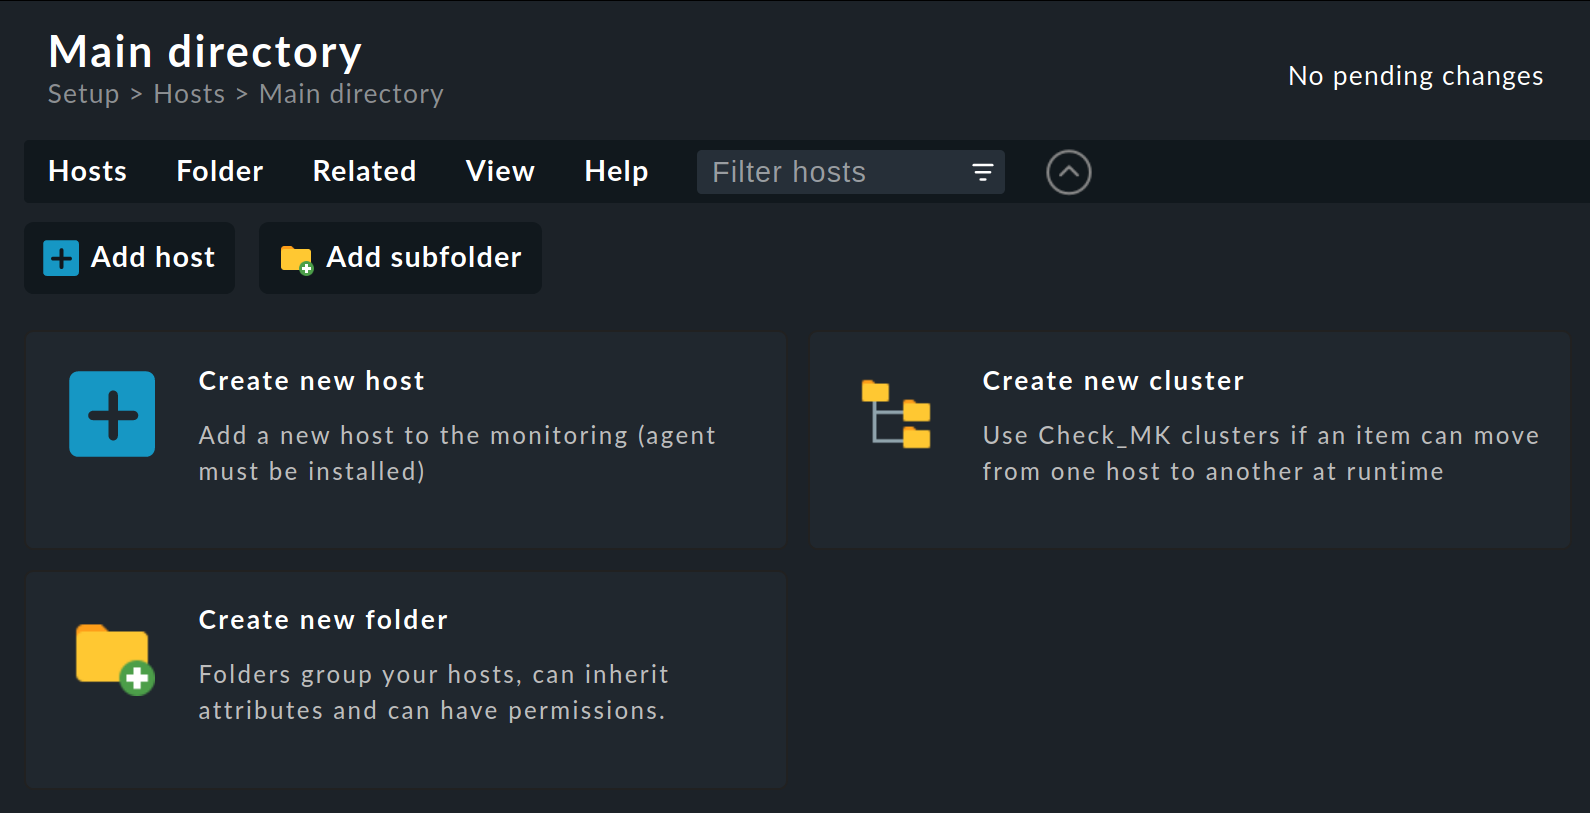 Main directory
Setup > Hosts > Main directory
No pending changes
Hosts Folder Related View Help Filter hosts
Add host Add subfolder
Create new host
Add a new host to the monitoring (agent
must be installed)
Create new cluster
Use Check_MK clusters if an item can move
from one host to another at runtime
Create new folder
Folders group your hosts, can inherit
attributes and can have permissions.